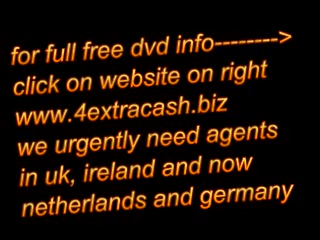 for full free dvd info-------->
click on website on right
www.4extracash.biz
we urgently need agents
in uk, ireland and now
netherlands and germany